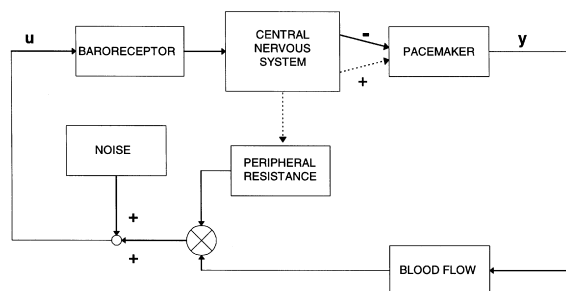 u
BARORECEPTOR
CENTRAL
NERVOUS
SYSTEM
-
+
PACEMAKER
y
NOISE
PERIPHERAL
RESISTANCE
+
+
BLOOD FLOW